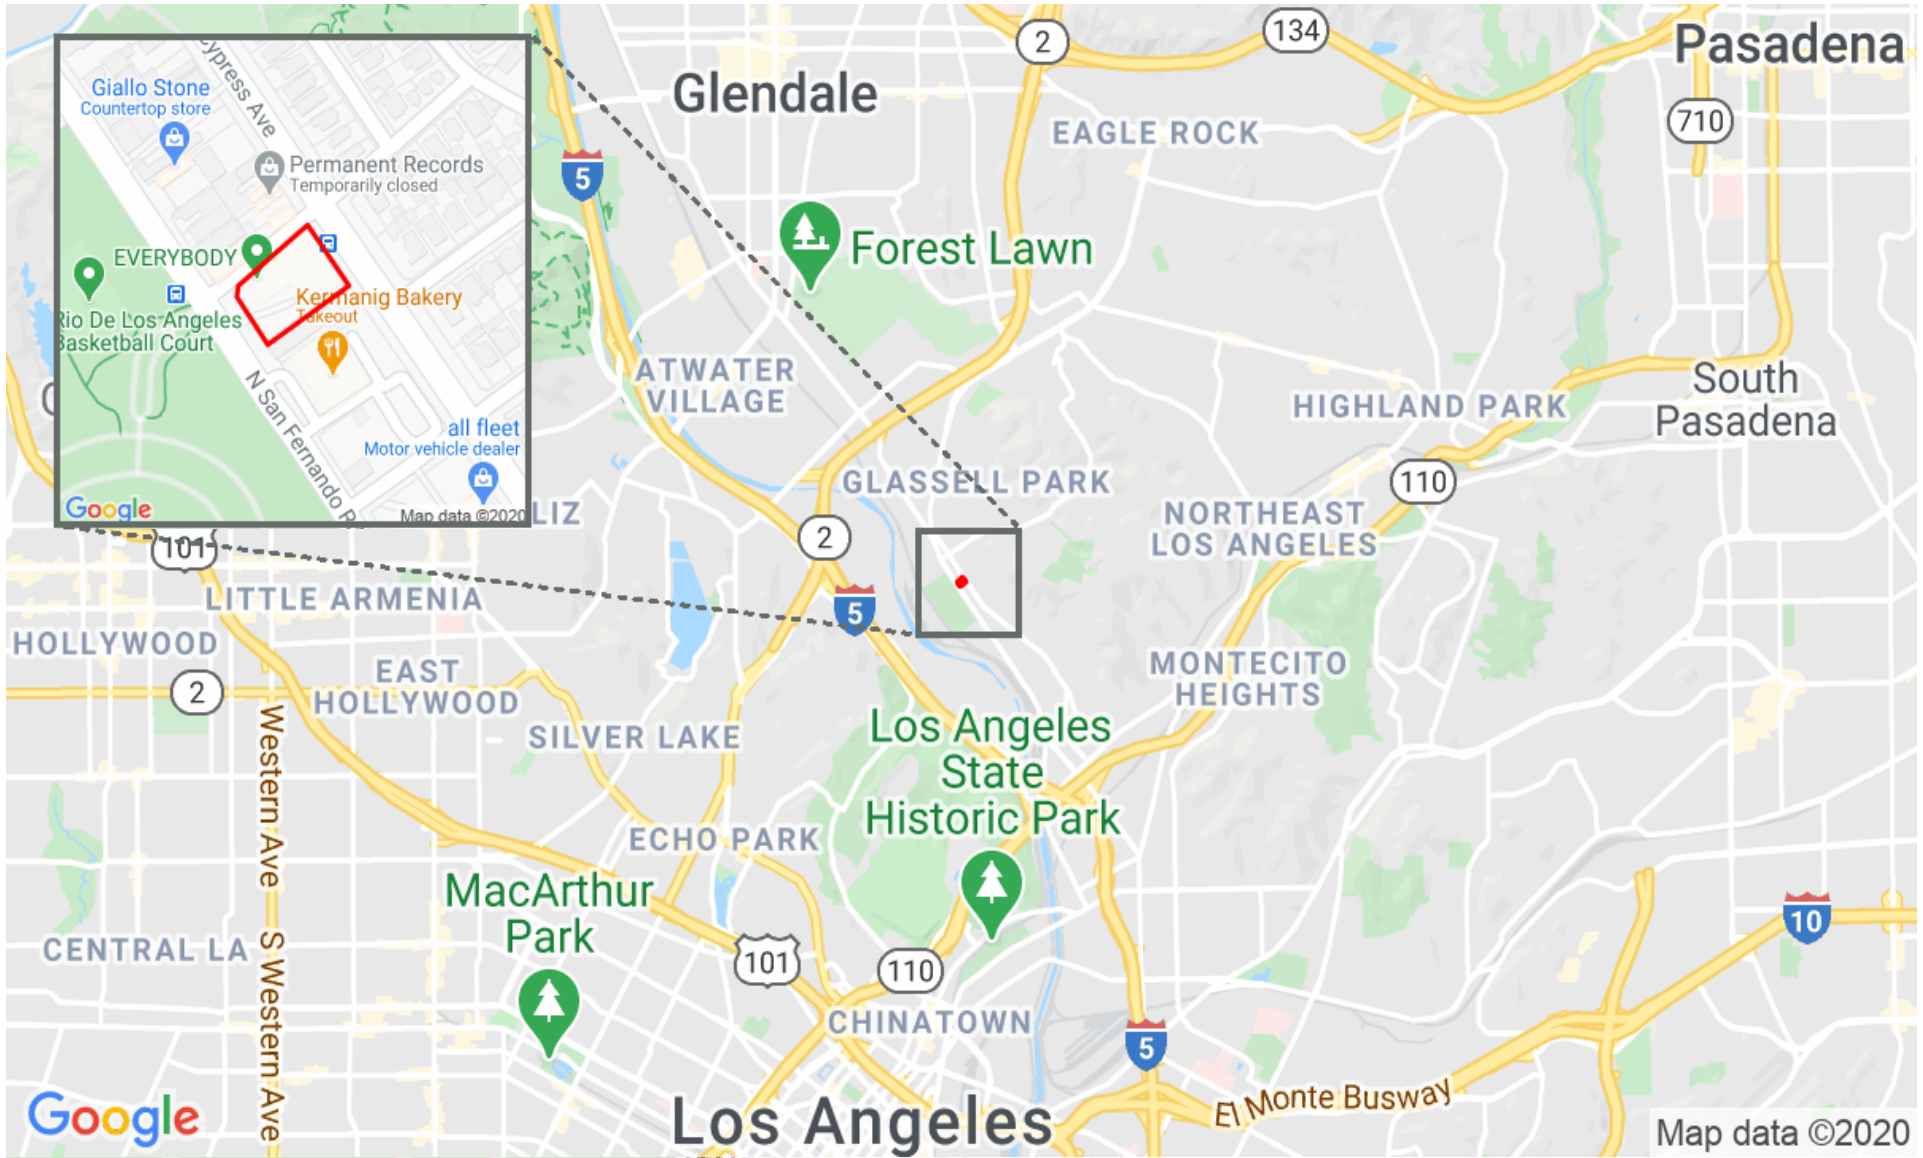 Cypress Ave
Giallo Stone
Countertop store
Permanent Records
Temporarily closed
EVERYBODY
Kermanig Bakery
Takeout
Rio De Los Angeles
Basketball Court
N San Fernando R
all fleet
Motor vehicle dealer
Google
Map data ©2020
2
134
Pasadena
Glendale
EAGLE ROCK
710
5
Forest Lawn
ATWATER
VILLAGE
HIGHLAND PARK
South
Pasadena
GLASSELL PARK
110
LIZ
2
NORTHEAST
LOS ANGELES
101
LITTLE ARMENIA
5
HOLLYWOOD
EAST
HOLLYWOOD
2
MONTECITO
HEIGHTS
SILVER LAKE
Los Angeles
State
Historic Park
Western Ave
S Western Ave
ECHO PARK
MacArthur
Park
CENTRAL LA
101
110
10
CHINATOWN
5
El Monte Busway
Google
Los Angeles
Map data ©2020